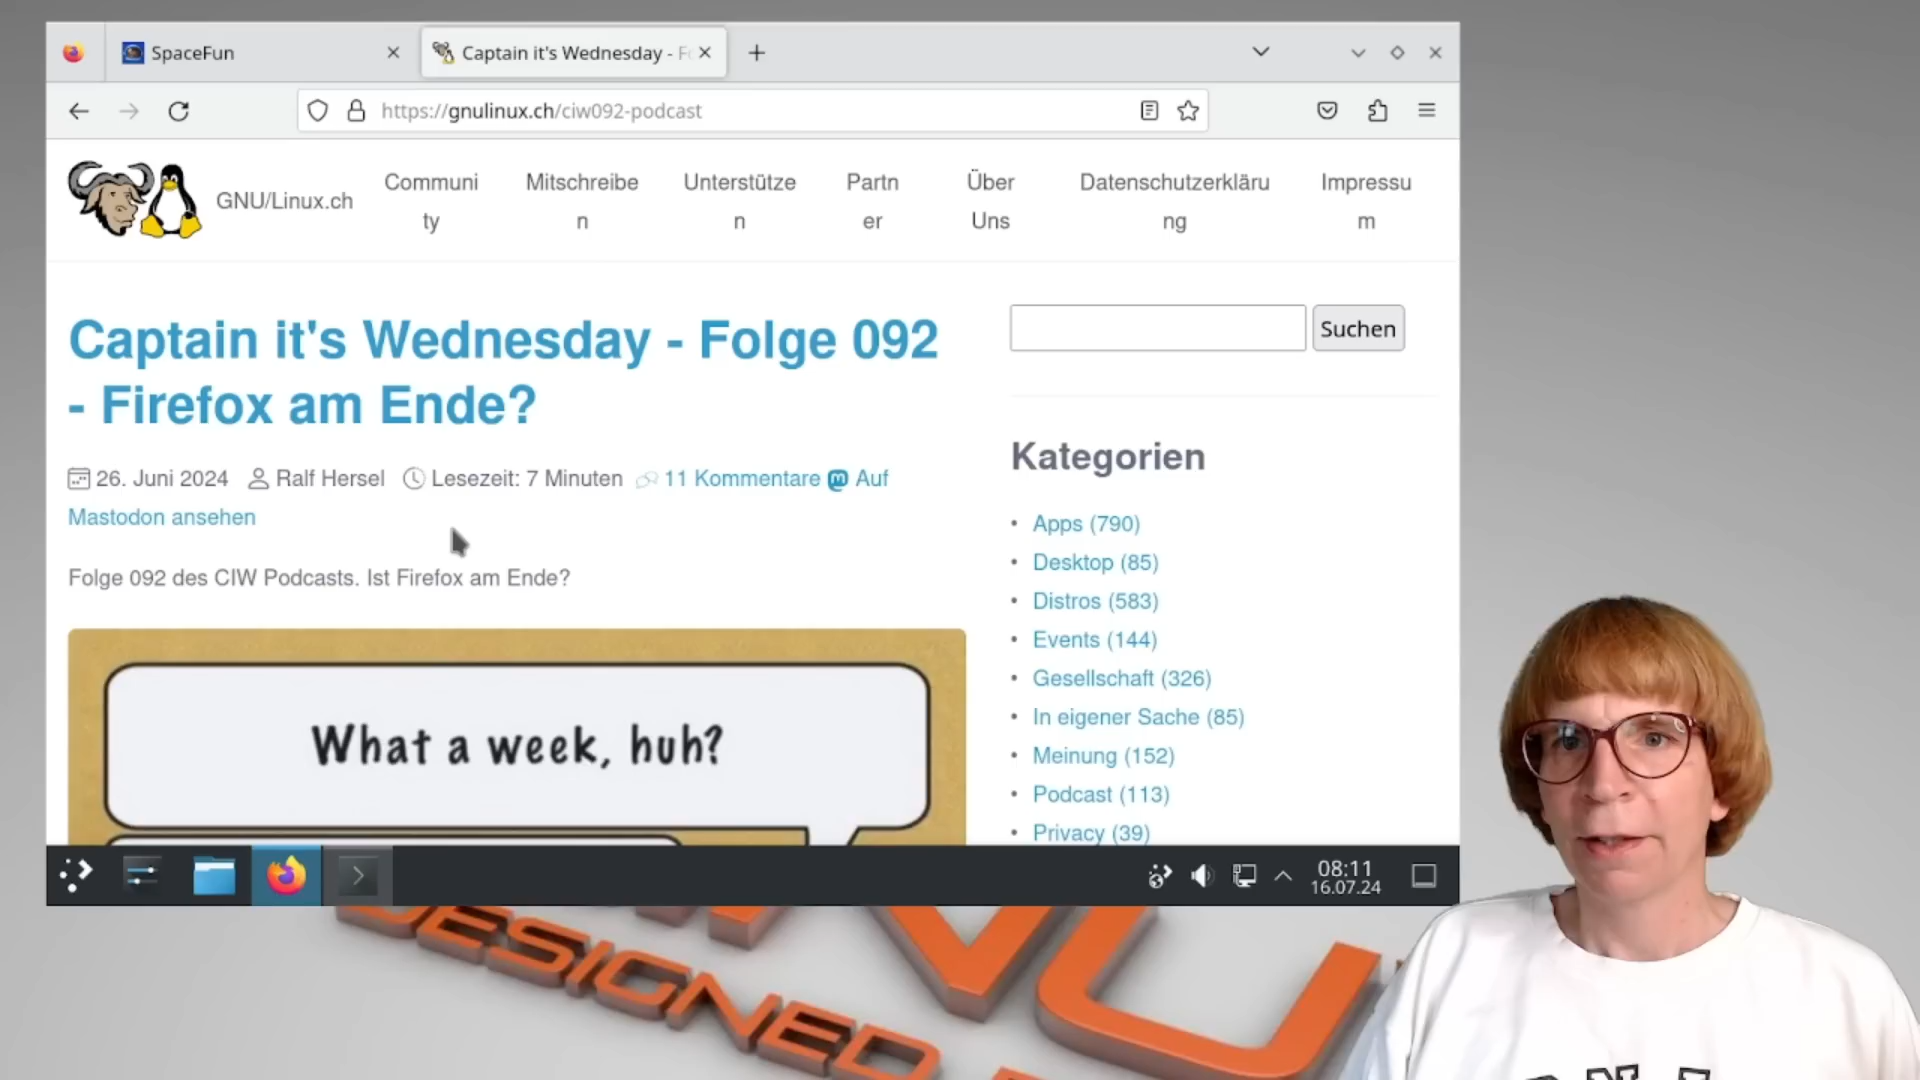 SpaceFun
Captain it's Wednesday - Fo
https://gnulinux.ch/ciw092-podcast
GNU/Linux.ch
Communi
ty
Mitschreibe
n
Unterstütze
n
Partn
er
Über
Uns
Datenschutzerkläru
ng
Impressu
m
Captain it's Wednesday - Folge 092
- Firefox am Ende?
26. Juni 2024 Ralf Hersel Lesezeit: 7 Minuten 11 Kommentare Auf
Mastodon ansehen
Folge 092 des CIW Podcasts. Ist Firefox am Ende?
What a week, huh?
Suchen
Kategorien
Apps (790)
Desktop (85)
Distros (583)
Events (144)
Gesellschaft (326)
In eigener Sache (85)
Meinung (152)
Podcast (113)
Privacy (39)
08:11
16.07.24
DESIGNED